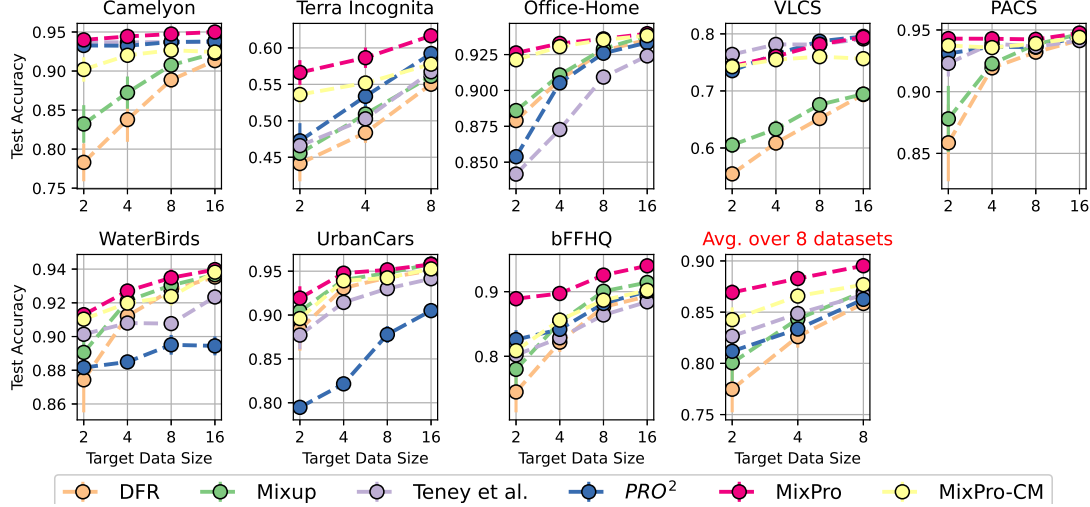 Camelyon
Terra Incognita
Office-Home
VLCS
PACS
Test Accuracy
0.95
0.90
0.85
0.80
0.75
2 4 8 16
0.60
0.55
0.50
0.45
2 4 8
0.925
0.900
0.875
0.850
2 4 8 16
0.8
0.7
0.6
2 4 8 16
0.95
0.90
0.85
2 4 8 16
WaterBirds
UrbanCars
bFFHQ
Avg. over 8 datasets
Test Accuracy
0.94
0.92
0.90
0.88
0.86
2 4 8 16
Target Data Size
0.95
0.90
0.85
0.80
2 4 8 16
Target Data Size
0.9
0.8
2 4 8 16
Target Data Size
0.90
0.85
0.80
0.75
2 4 8
Target Data Size
DFR Mixup Teney et al. PRO² MixPro MixPro-CM